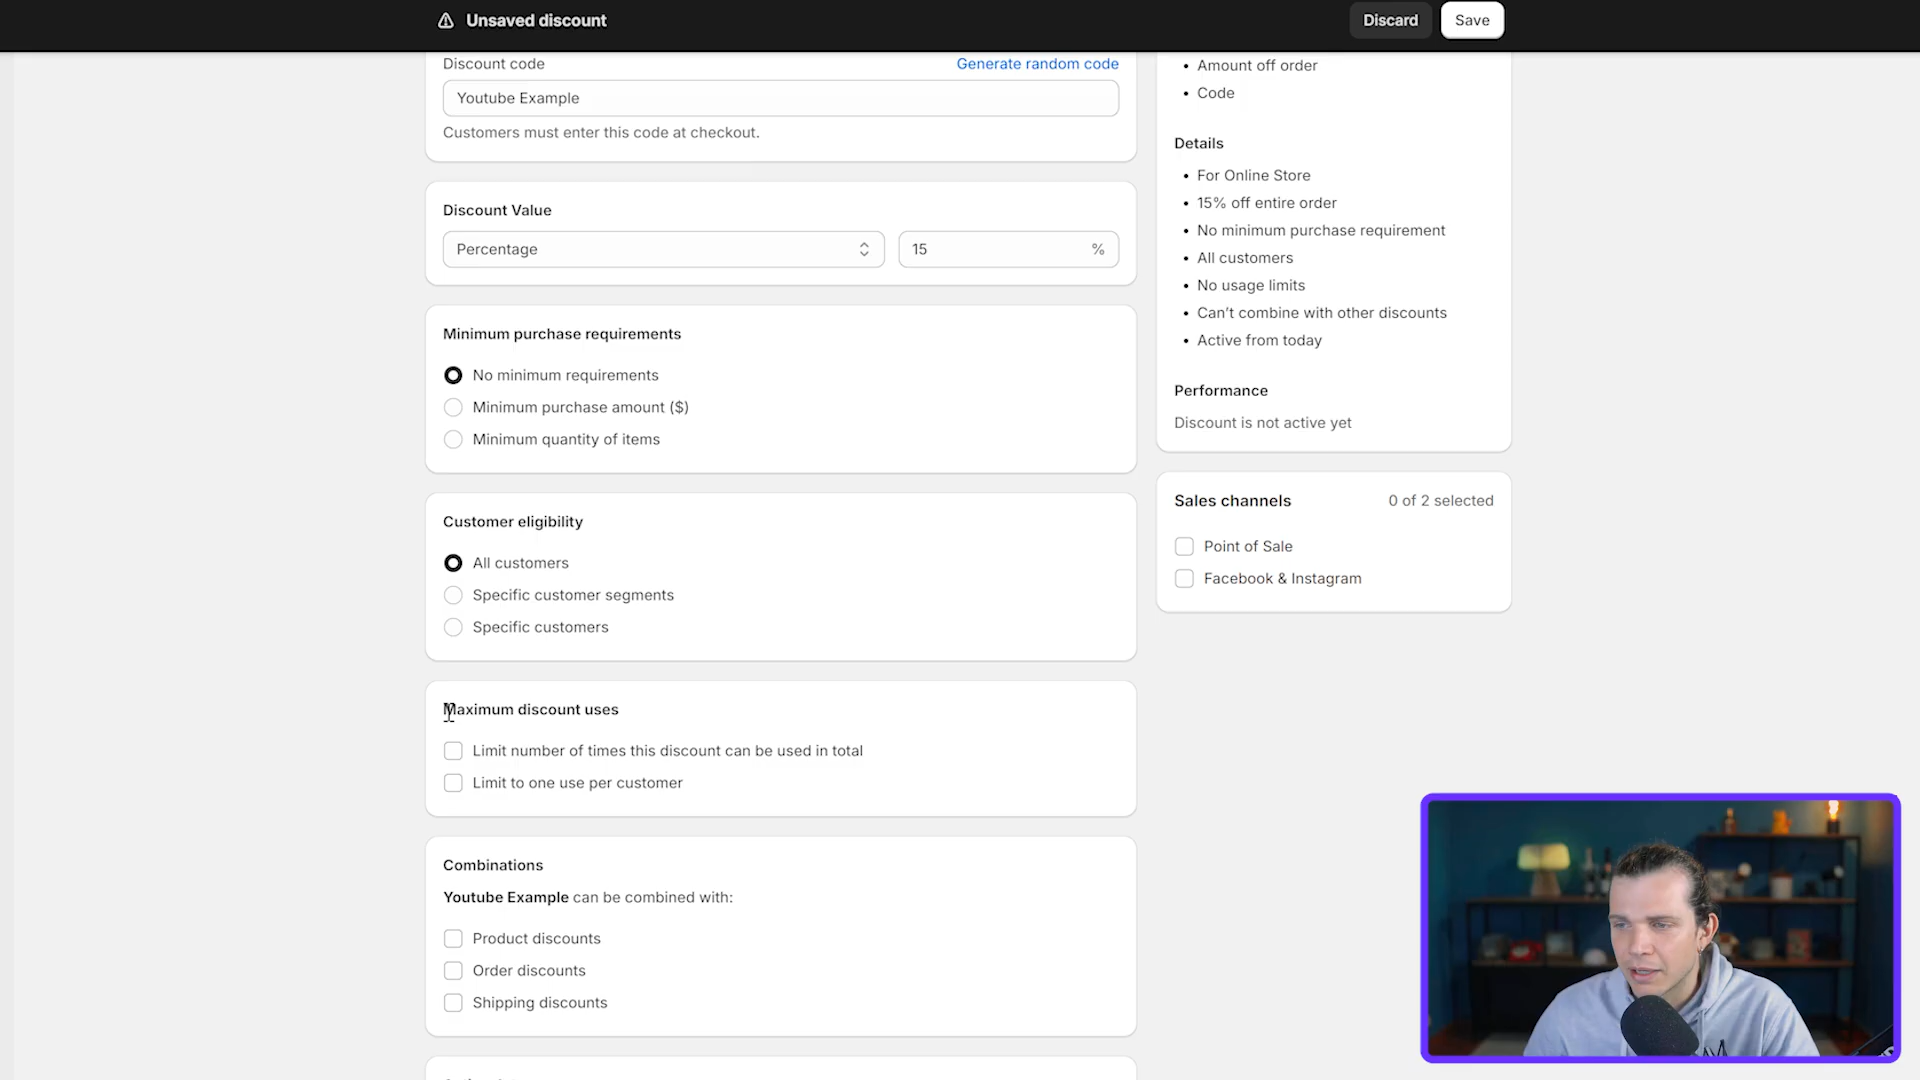 Unsaved discount
Discard
Save
Discount code
Generate random code
Youtube Example
Customers must enter this code at checkout.
Discount Value
Percentage
15
%
Minimum purchase requirements
No minimum requirements
Minimum purchase amount ($)
Minimum quantity of items
Customer eligibility
All customers
Specific customer segments
Specific customers
Maximum discount uses
Limit number of times this discount can be used in total
Limit to one use per customer
Combinations
Youtube Example can be combined with:
Product discounts
Order discounts
Shipping discounts
• Amount off order
• Code
Details
• For Online Store
• 15% off entire order
• No minimum purchase requirement
• All customers
• No usage limits
• Can’t combine with other discounts
• Active from today
Performance
Discount is not active yet
Sales channels
0 of 2 selected
Point of Sale
Facebook & Instagram